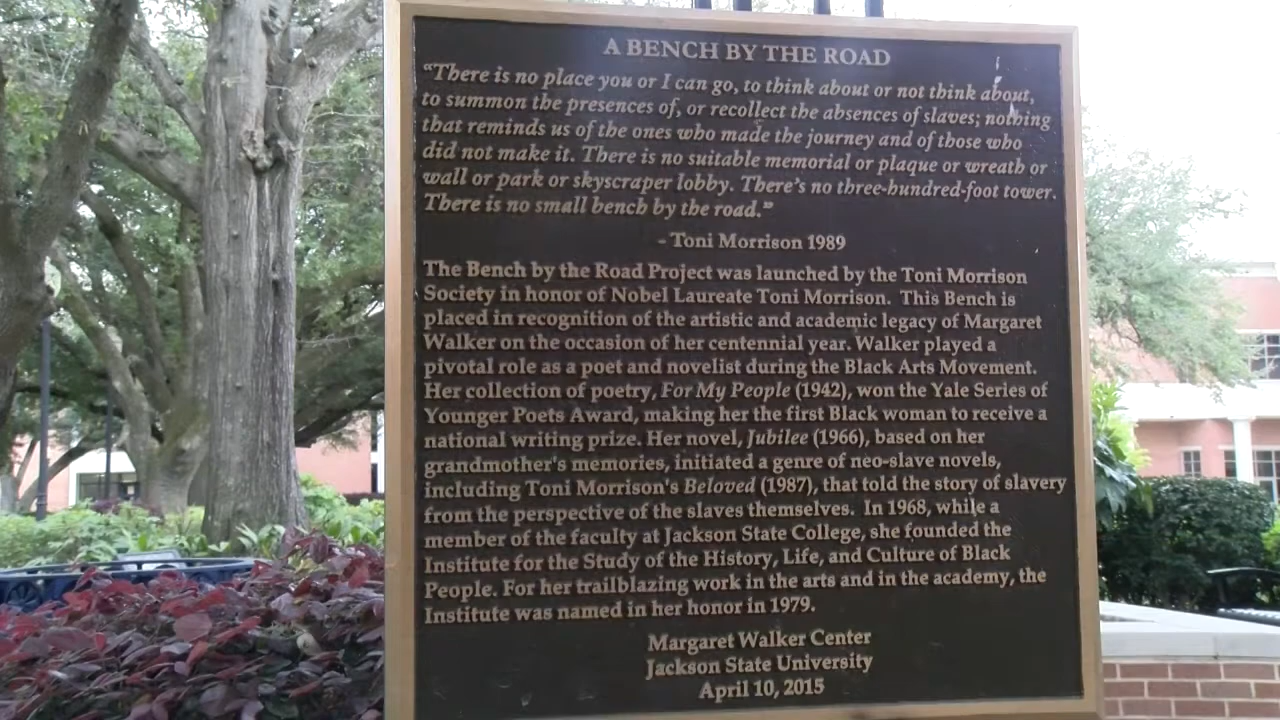 A BENCH BY THE ROAD
“There is no place you or I can go, to think about or not think about,
to summon the presences of, or recollect the absences of slaves; nothing
that reminds us of the ones who made the journey and of those who
did not make it. There is no suitable memorial or plaque or wreath or
wall or park or skyscraper lobby. There's no three-hundred-foot tower.
There is no small bench by the road.”
- Toni Morrison 1989
The Bench by the Road Project was launched by the Toni Morrison
Society in honor of Nobel Laureate Toni Morrison. This Bench is
placed in recognition of the artistic and academic legacy of Margaret
Walker on the occasion of her centennial year. Walker played a
pivotal role as a poet and novelist during the Black Arts Movement.
Her collection of poetry, For My People (1942), won the Yale Series of
Younger Poets Award, making her the first Black woman to receive a
national writing prize. Her novel, Jubilee (1966), based on her
grandmother's memories, initiated a genre of neo-slave novels,
including Toni Morrison's Beloved (1987), that told the story of slavery
from the perspective of the slaves themselves. In 1968, while a
member of the faculty at Jackson State College, she founded the
Institute for the Study of the History, Life, and Culture of Black
People. For her trailblazing work in the arts and in the academy, the
Institute was named in her honor in 1979.
Margaret Walker Center
Jackson State University
April 10, 2015